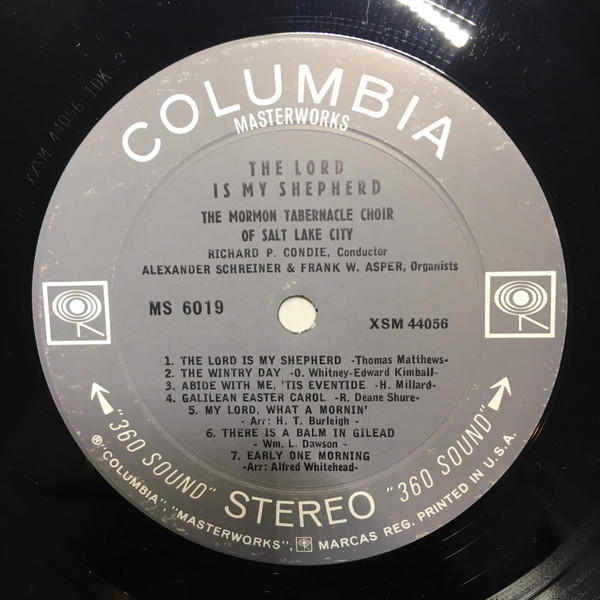 COLUMBIA
MASTERWORKS
THE LORD
IS MY SHEPHERD
THE MORMON TABERNACLE CHOIR
OF SALT LAKE CITY
RICHARD P. CONDIE, Conductor
ALEXANDER SCHREINER & FRANK W. ASPER, Organists
MS 6019
XSM 44056
1. THE LORD IS MY SHEPHERD -Thomas Matthews-
2. THE WINTRY DAY -O. Whitney-Edward Kimball-
3. ABIDE WITH ME, 'TIS EVENTIDE -H. Millard-
4. GALILEAN EASTER CAROL -R. Deane Shure-
5. MY LORD, WHAT A MORNIN'
-Arr: H. T. Burleigh -
6. THERE IS A BALM IN GILEAD
-Wm. L. Dawson -
7. EARLY ONE MORNING
-Arr: Alfred Whitehead-
"360 SOUND" STEREO "360 SOUND"
® "COLUMBIA", "MASTERWORKS", MARCAS REG. PRINTED IN U.S.A.
XXSM 44056 1DK